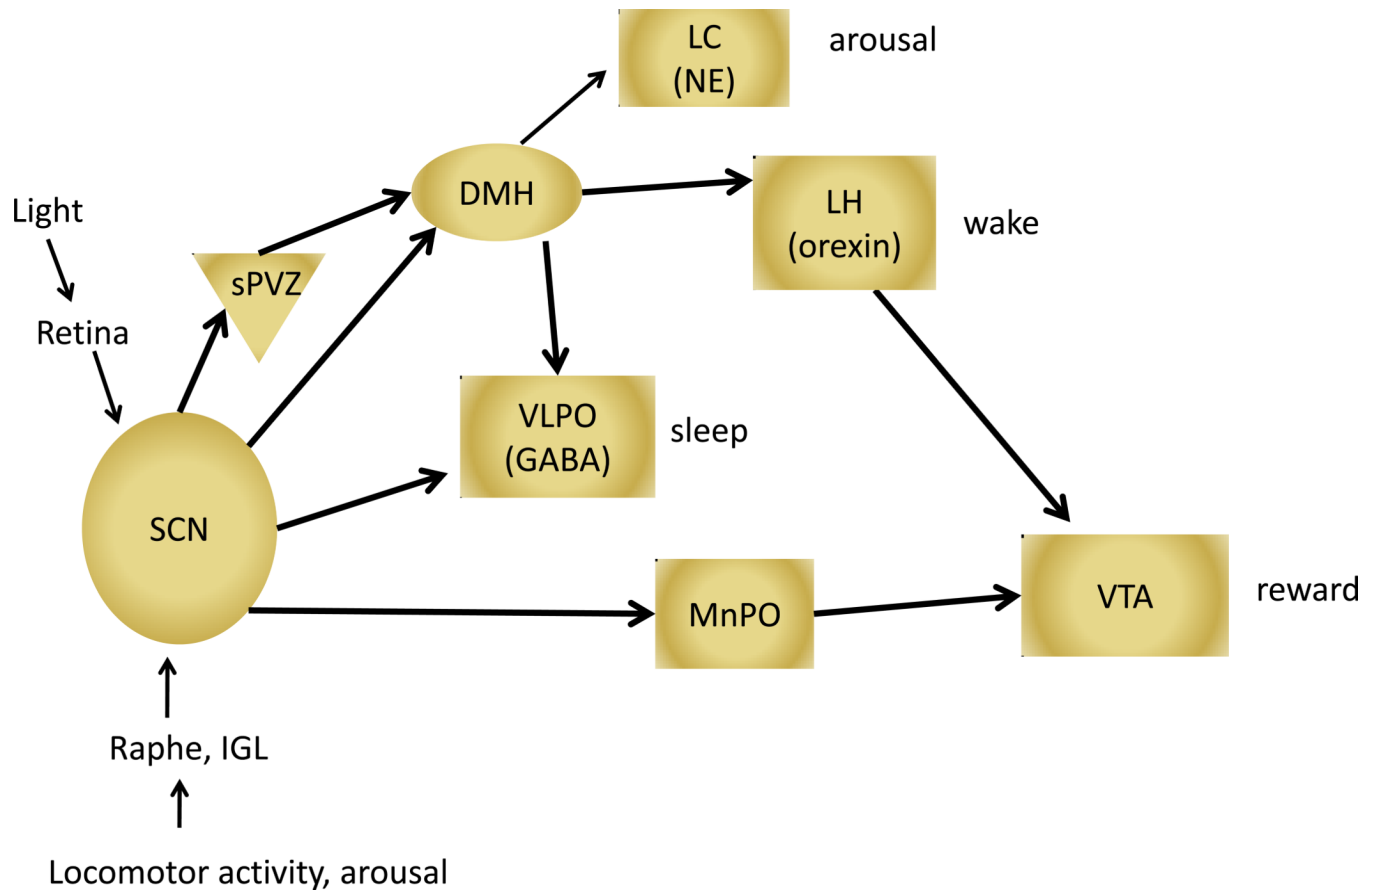 LC
(NE)
arousal
DMH
LH
(orexin)
wake
Light
sPVZ
Retina
VLPO
(GABA)
sleep
SCN
MnPO
VTA
reward
Raphe, IGL
Locomotor activity, arousal